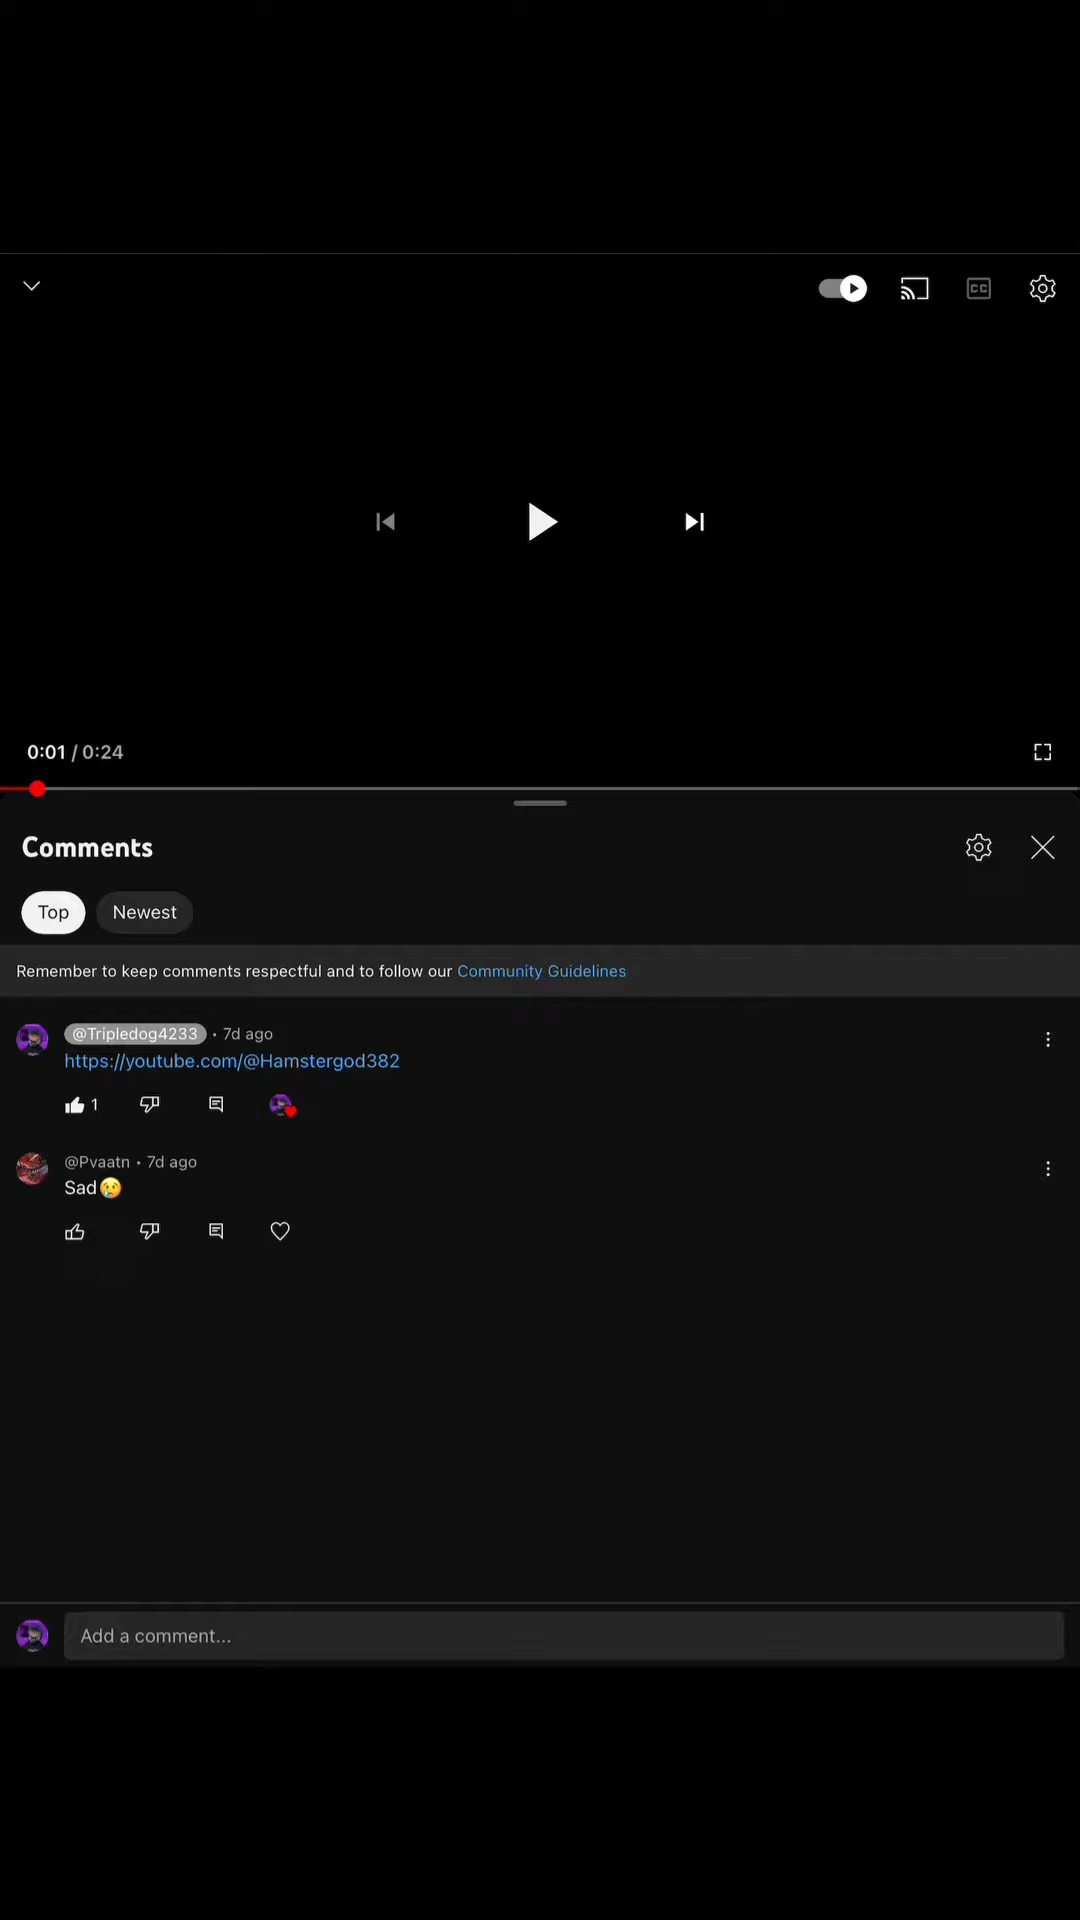 CC
0:01 / 0:24
Comments
Top Newest
Remember to keep comments respectful and to follow our Community Guidelines
@Tripledog4233 • 7d ago
https://youtube.com/@Hamstergod382
1
@Pvaatn • 7d ago
Sad😢
Add a comment...